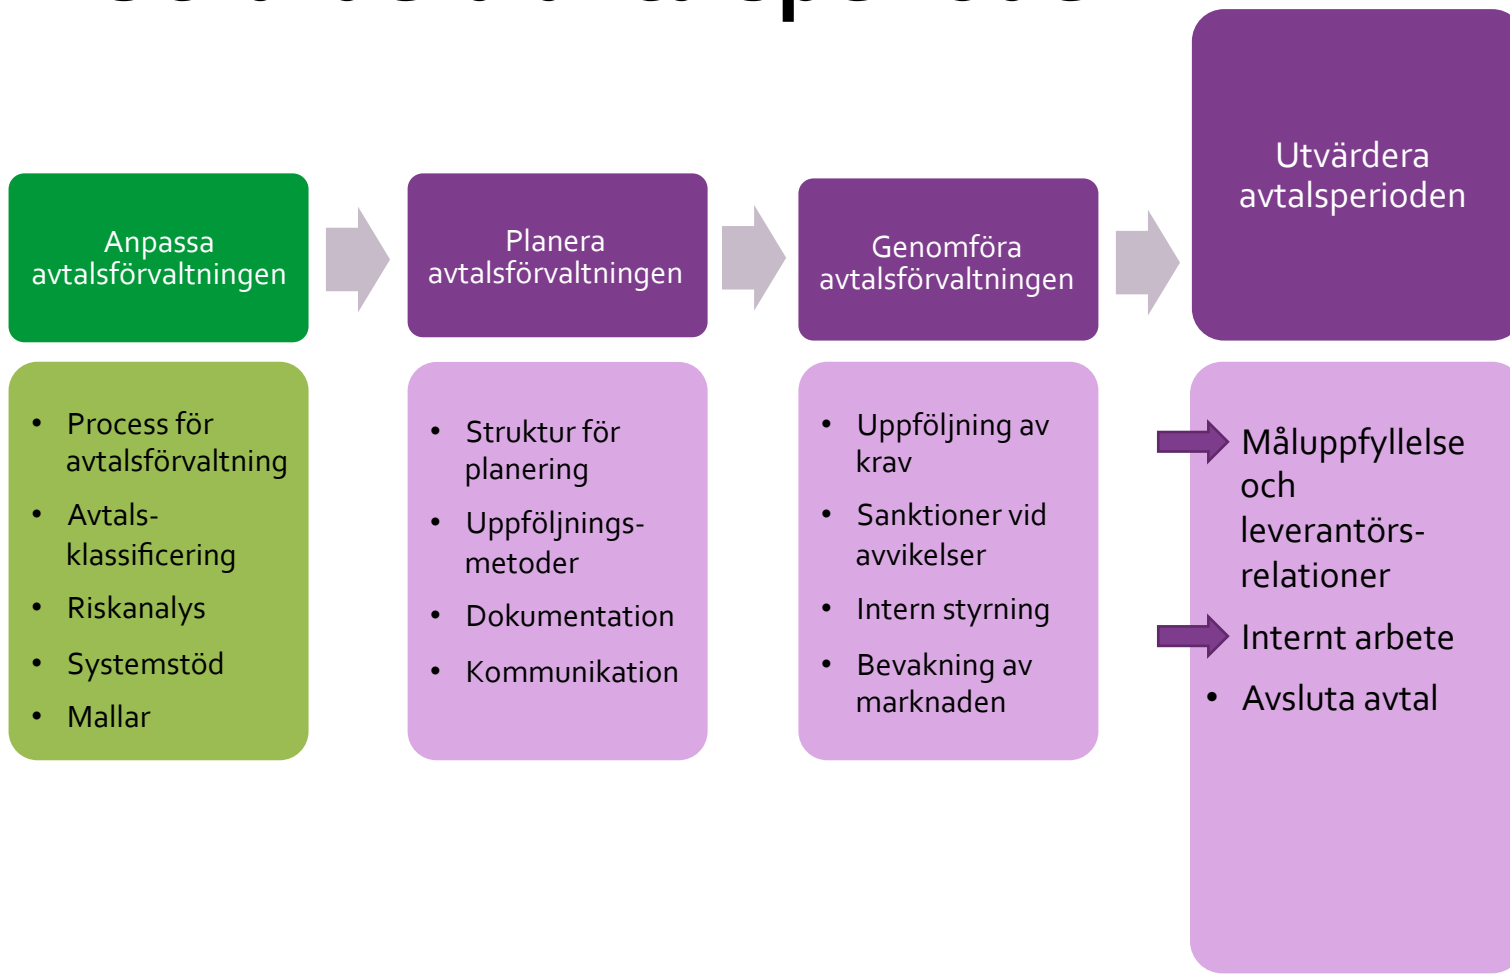 Anpassa
avtalsförvaltningen
Planera
avtalsförvaltningen
Genomföra
avtalsförvaltningen
Utvärdera
avtalsperioden
• Process för
avtalsförvaltning
• Avtals-
klassificering
• Riskanalys
• Systemstöd
• Mallar
• Struktur för
planering
• Uppföljnings-
metoder
• Dokumentation
• Kommunikation
• Uppföljning av
krav
• Sanktioner vid
avvikelser
• Intern styrning
• Bevakning av
marknaden
Måluppfyllelse
och
leverantörs-
relationer
Internt arbete
• Avsluta avtal